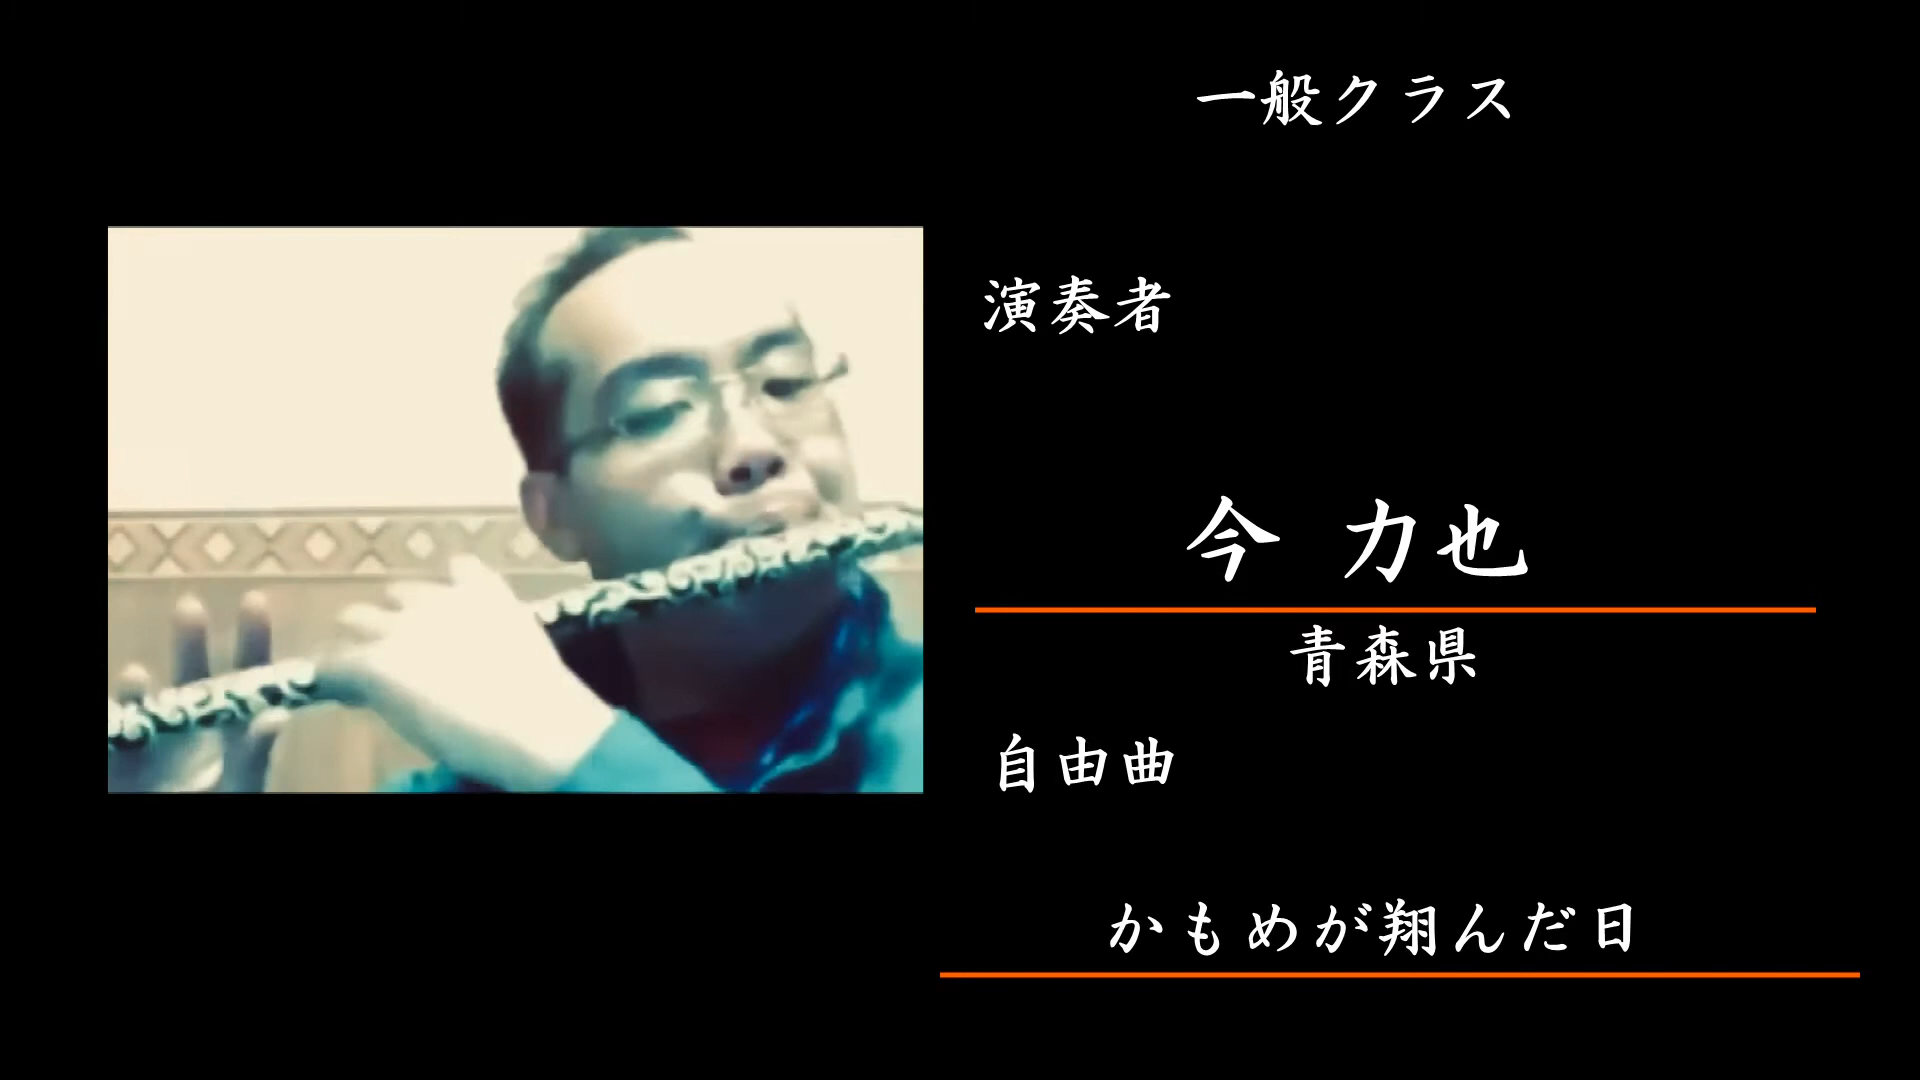 一般クラス
演奏者
今 力也
青森県
自由曲
かもめが翔んだ日